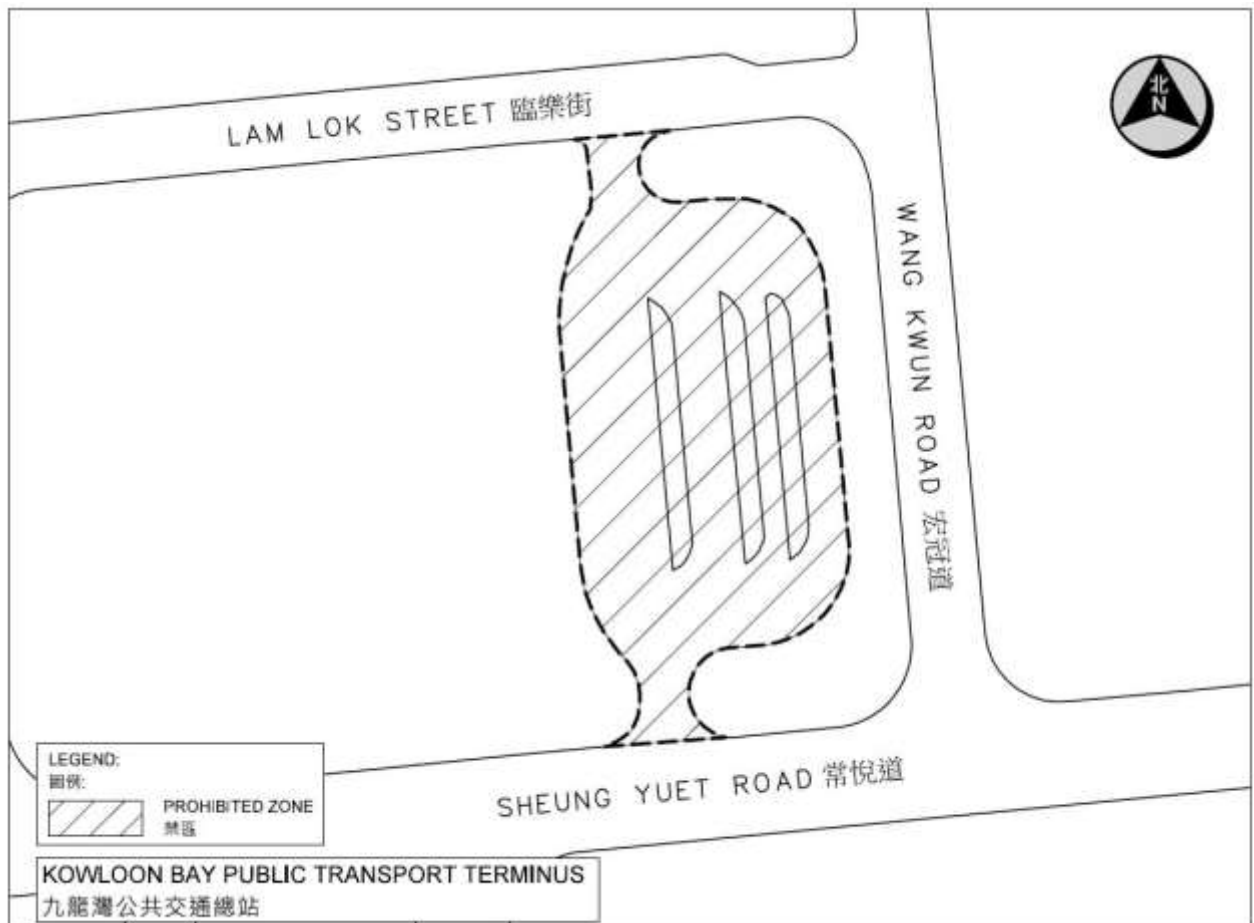 LAM LOK STREET 臨樂街
北
N
WANG KWUN ROAD 宏冠道
SHEUNG YUET ROAD 常悅道
LEGEND:
圖例:
PROHIBITED ZONE
禁區
KOWLOON BAY PUBLIC TRANSPORT TERMINUS
九龍灣公共交通總站